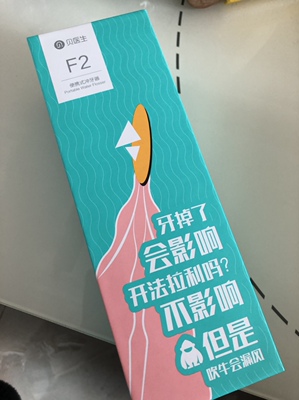 贝医生
F2
便携式冲牙器
Portable Water Flosser
牙掉了
会影响
开法拉利吗？
不影响
但是
吹牛会漏风